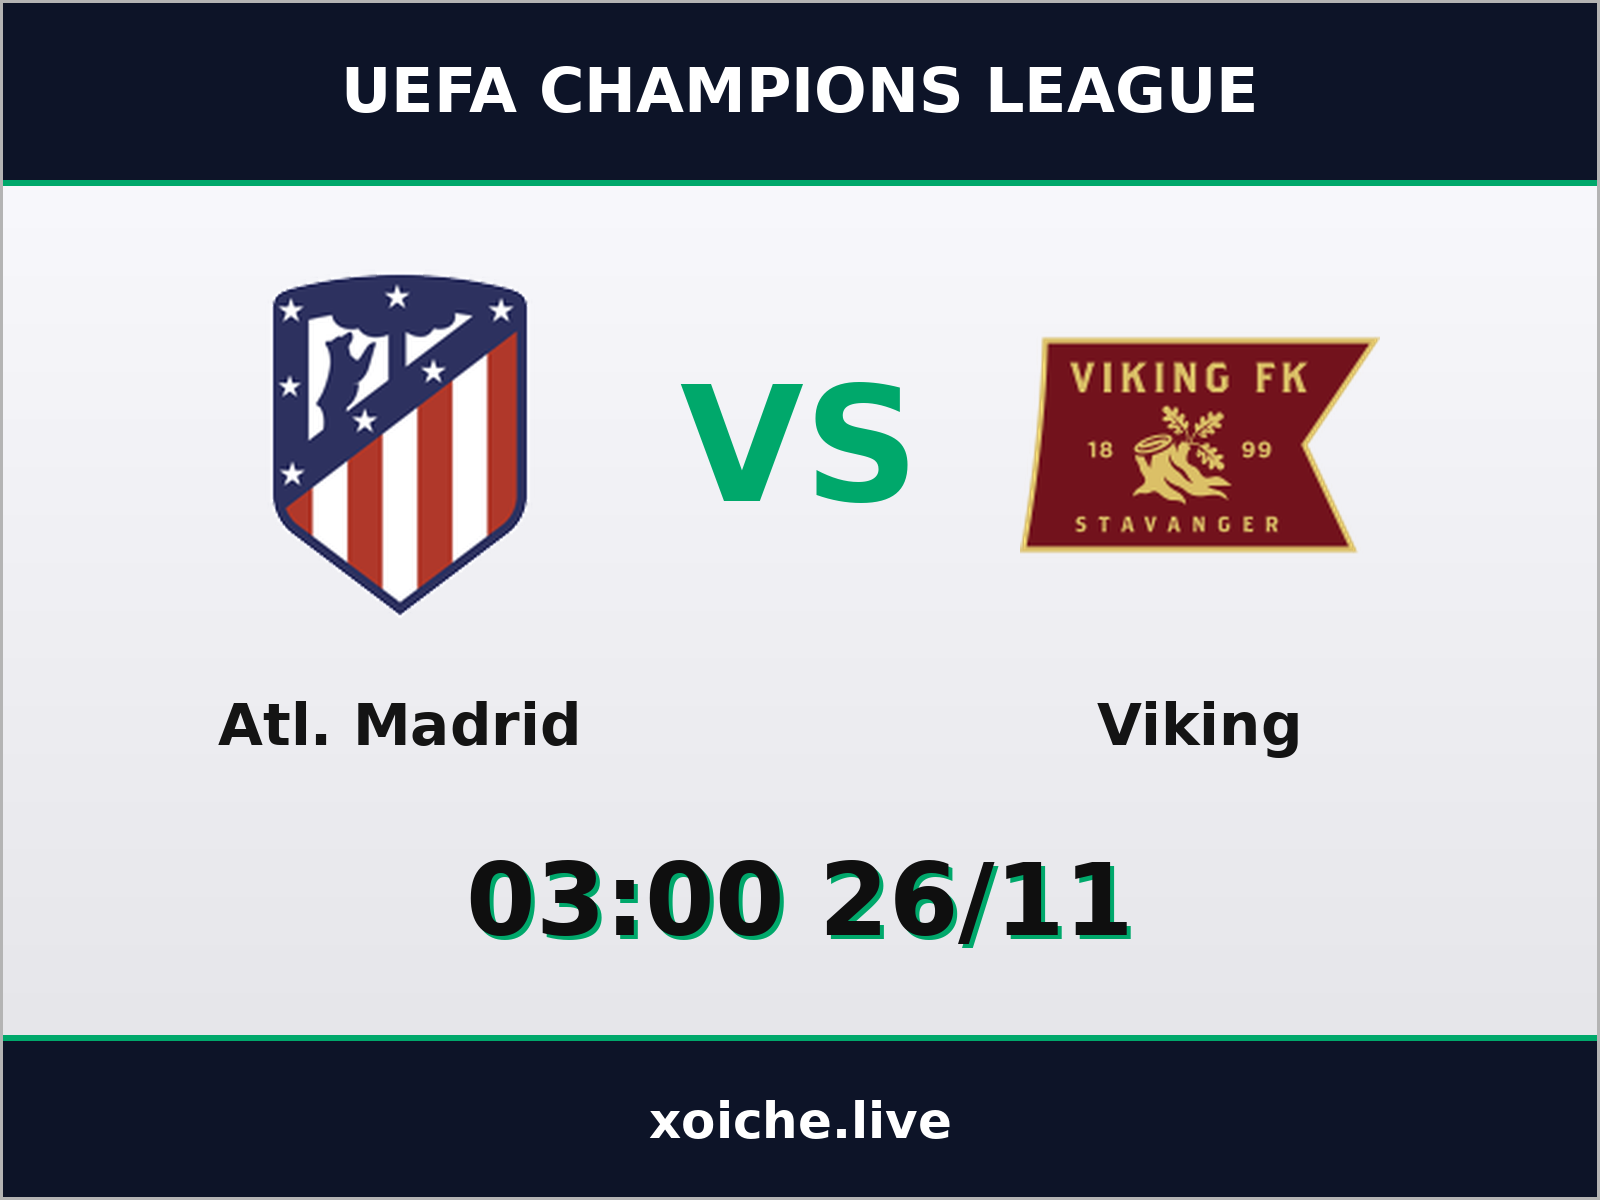 UEFA CHAMPIONS LEAGUE
VIKING FK
18 99
STAVANGER
VS
Atl. Madrid
Viking
03:00 26/11
xoiche.live